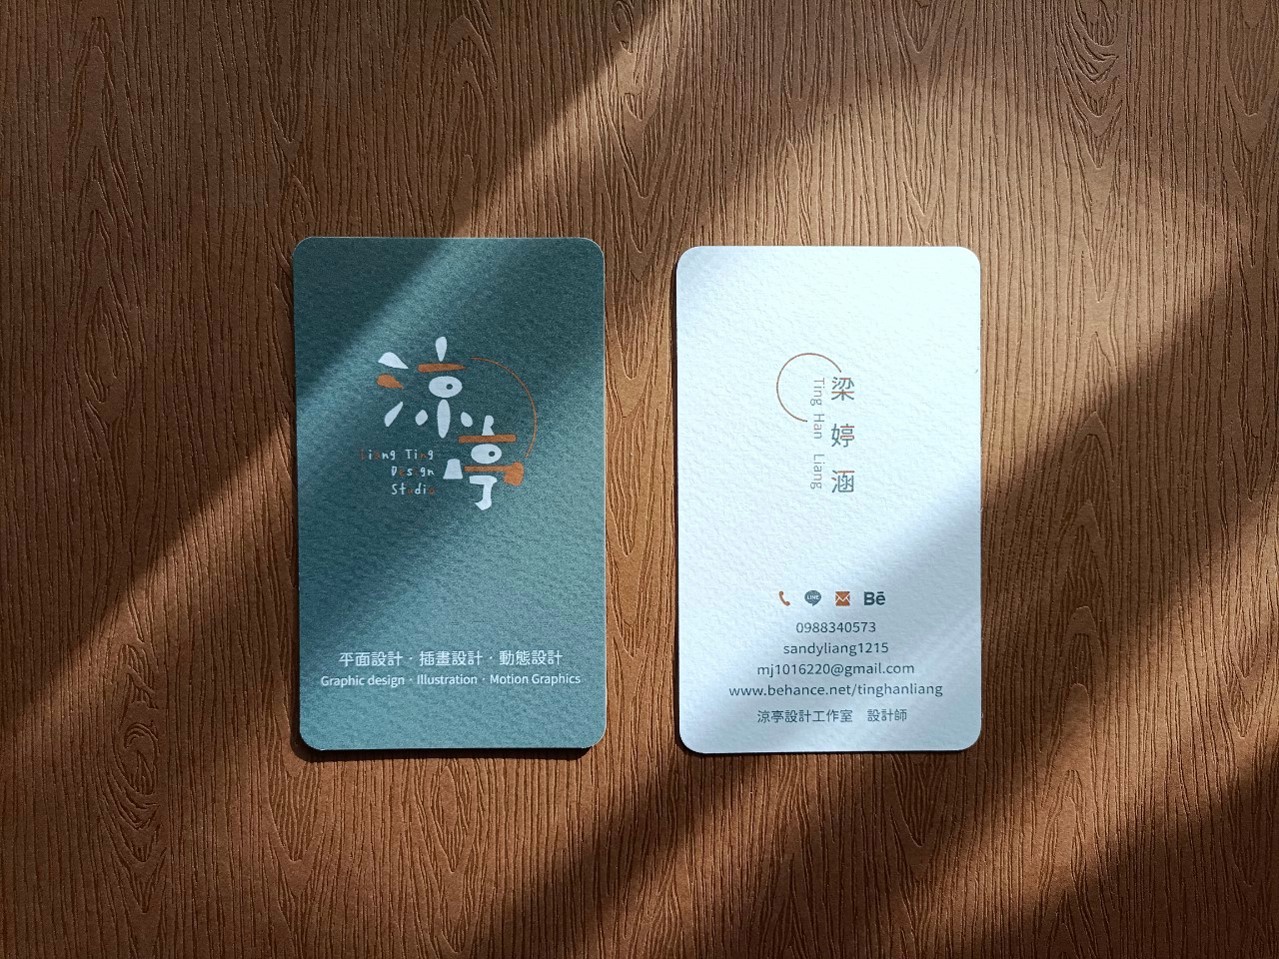 涼亭
Liang Ting
Design
Studio
平面設計·插畫設計·動態設計
Graphic design · Illustration · Motion Graphics
梁婷涵
Ting Han Liang
LINE
Bē
0988340573
sandyliang1215
mj1016220@gmail.com
www.behance.net/tinghanliang
涼亭設計工作室 設計師